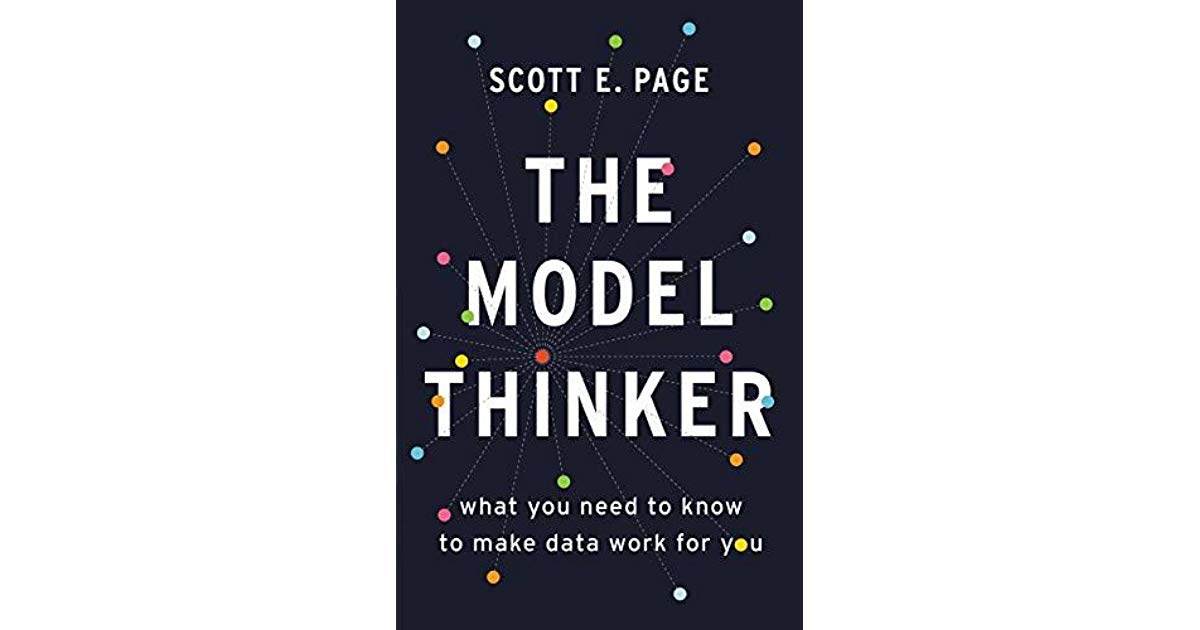 SCOTT E. PAGE
THE
MODEL
THINKER
what you need to know
to make data work for you